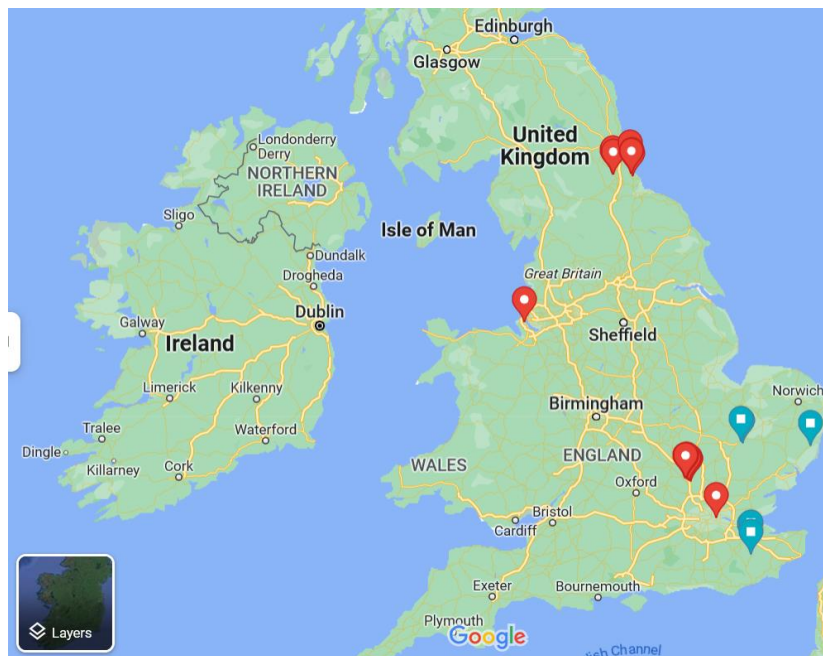 Edinburgh
Glasgow
United
Kingdom
Londonderry
Derry
NORTHERN
IRELAND
Sligo
Isle of Man
Dundalk
Drogheda
Great Britain
Dublin
Galway
Ireland
Sheffield
Limerick
Kilkenny
Norwich
Birmingham
Tralee
Waterford
Dingle
Killarney
Cork
WALES
ENGLAND
Oxford
Bristol
Cardiff
Exeter
Bournemouth
Plymouth
Layers
Google
Channel